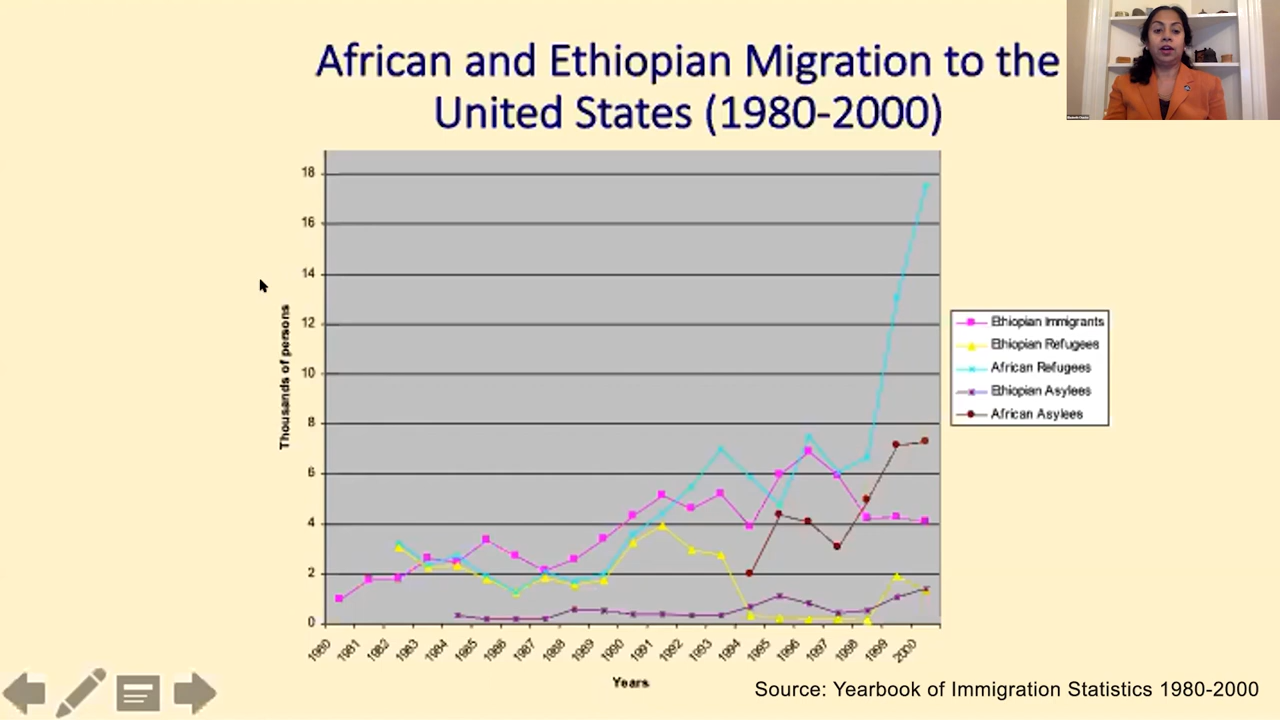 African and Ethiopian Migration to the
United States (1980-2000)
18
16
14
12
10
8
6
4
2
0
Thousands of persons
1980 1981 1982 1983 1984 1985 1986 1987 1988 1989 1990 1991 1992 1993 1994 1995 1996 1997 1998 1999 2000
Years
Ethiopian Immigrants
Ethiopian Refugees
African Refugees
Ethiopian Asylees
African Asylees
Source: Yearbook of Immigration Statistics 1980-2000